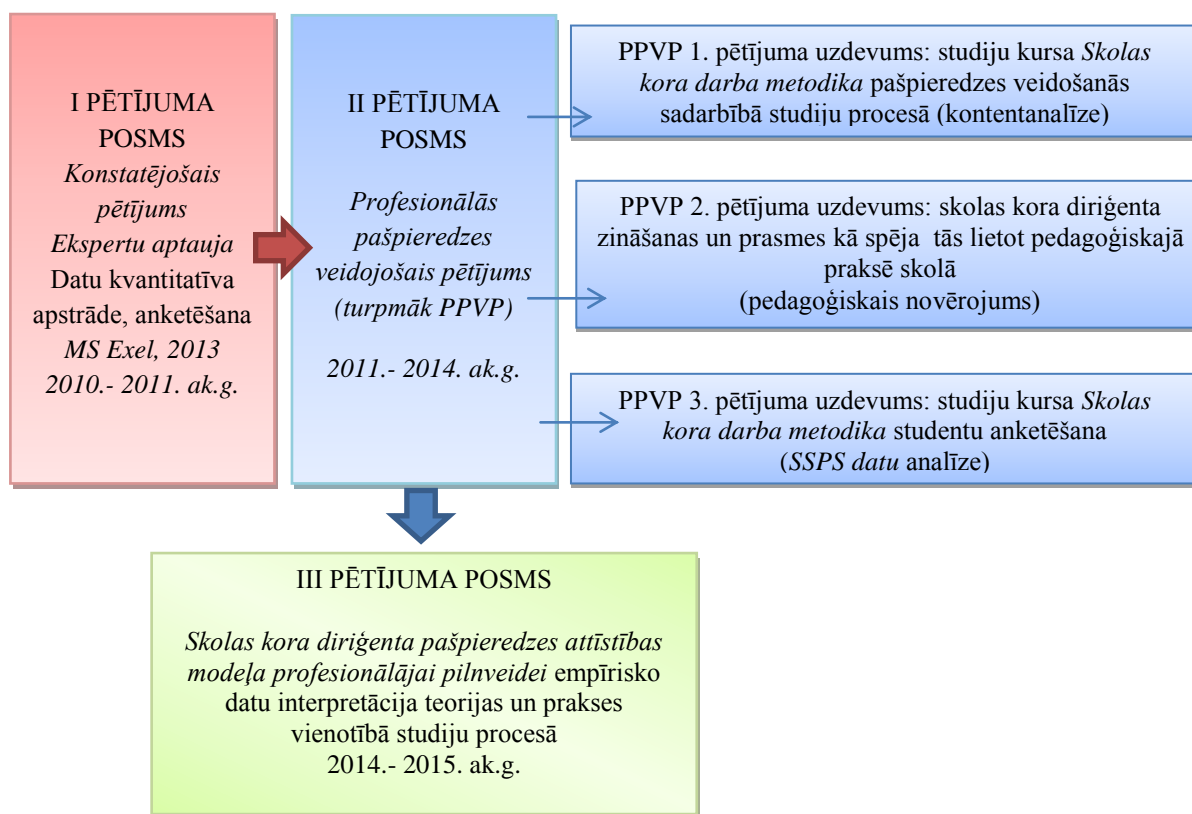 I PĒTĪJUMA
POSMS
Konstatējošais
pētījums
Ekspertu aptauja
Datu kvantitatīva
apstrāde, anketēšana
MS Exel, 2013
2010.- 2011. ak.g.
II PĒTĪJUMA
POSMS
Profesionālās
pašpieredzes
veidojošais pētījums
(turpmāk PPVP)
2011.- 2014. ak.g.
PPVP 1. pētījuma uzdevums: studiju kursa Skolas
kora darba metodika pašpieredzes veidošanās
sadarbībā studiju procesā (kontentanalīze)
PPVP 2. pētījuma uzdevums: skolas kora diriģenta
zināšanas un prasmes kā spēja tās lietot pedagoģiskajā
praksē skolā
(pedagoģiskais novērojums)
PPVP 3. pētījuma uzdevums: studiju kursa Skolas
kora darba metodika studentu anketēšana
(SSPS datu analīze)
III PĒTĪJUMA POSMS
Skolas kora diriģenta pašpieredzes attīstības
modeļa profesionālājai pilnveidei empīrisko
datu interpretācija teorijas un prakses
vienotībā studiju procesā
2014.- 2015. ak.g.